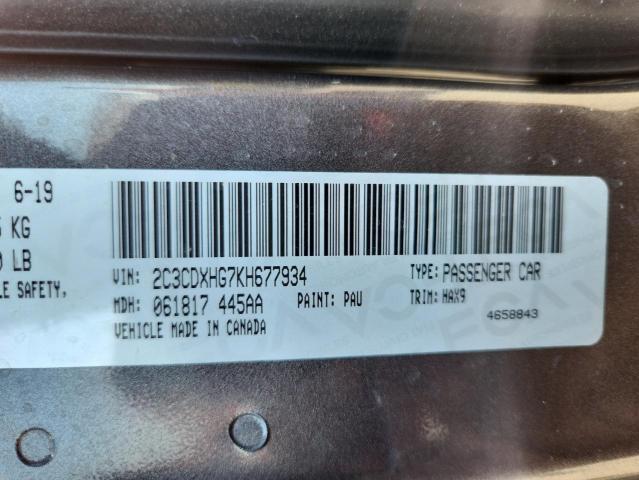 6-19
KG
LB
LE SAFETY,
VIN: 2C3CDXHG7KH677934
TYPE: PASSENGER CAR
MDH: 061817 445AA
PAINT: PAU
TRIM: HAX9
VEHICLE MADE IN CANADA
4658843